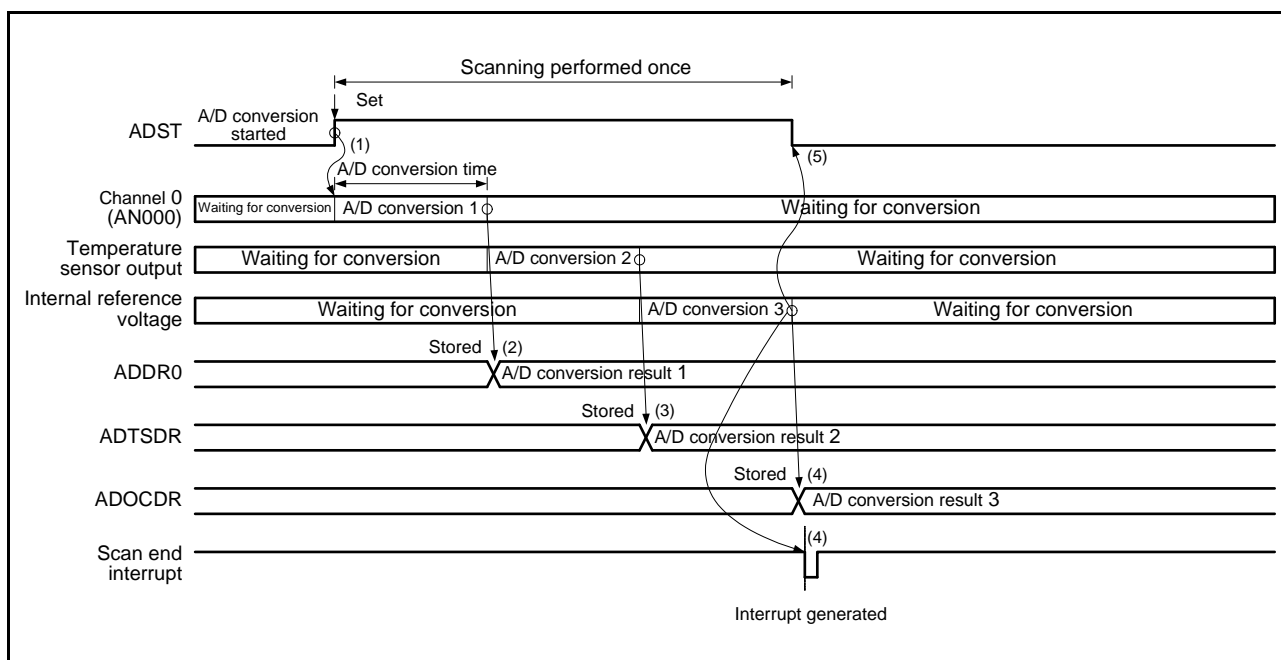 Scanning performed once
Set
A/D conversion
started
ADST
(1)
(5)
A/D conversion time
Channel 0
(AN000)
Waiting for conversion
A/D conversion 1
Waiting for conversion
Temperature
sensor output
Waiting for conversion
A/D conversion 2
Waiting for conversion
Internal reference
voltage
Waiting for conversion
A/D conversion 3
Waiting for conversion
Stored
(2)
ADDR0
A/D conversion result 1
Stored
(3)
ADTSDR
A/D conversion result 2
Stored
(4)
ADOCDR
A/D conversion result 3
(4)
Scan end
interrupt
Interrupt generated